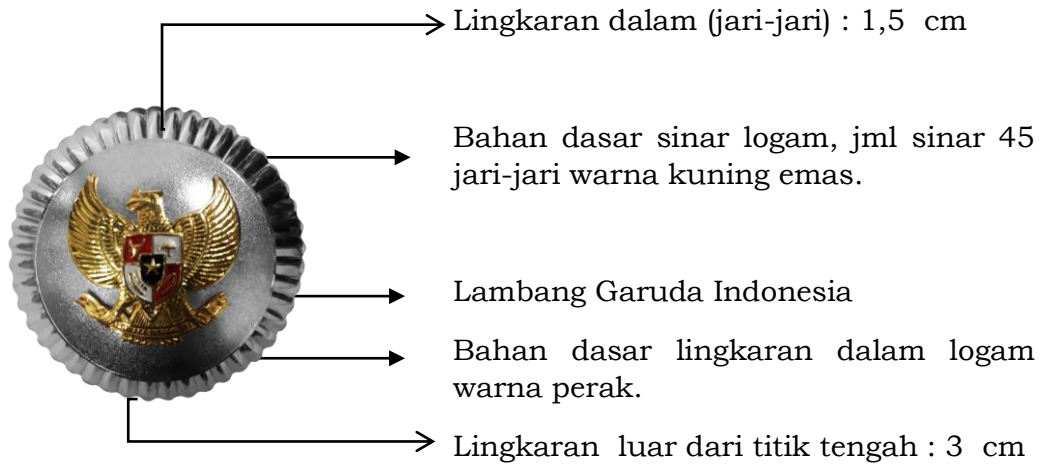 Lingkaran dalam (jari-jari) : 1,5 cm
Bahan dasar sinar logam, jml sinar 45
jari-jari warna kuning emas.
Lambang Garuda Indonesia
Bahan dasar lingkaran dalam logam
warna perak.
Lingkaran luar dari titik tengah : 3 cm